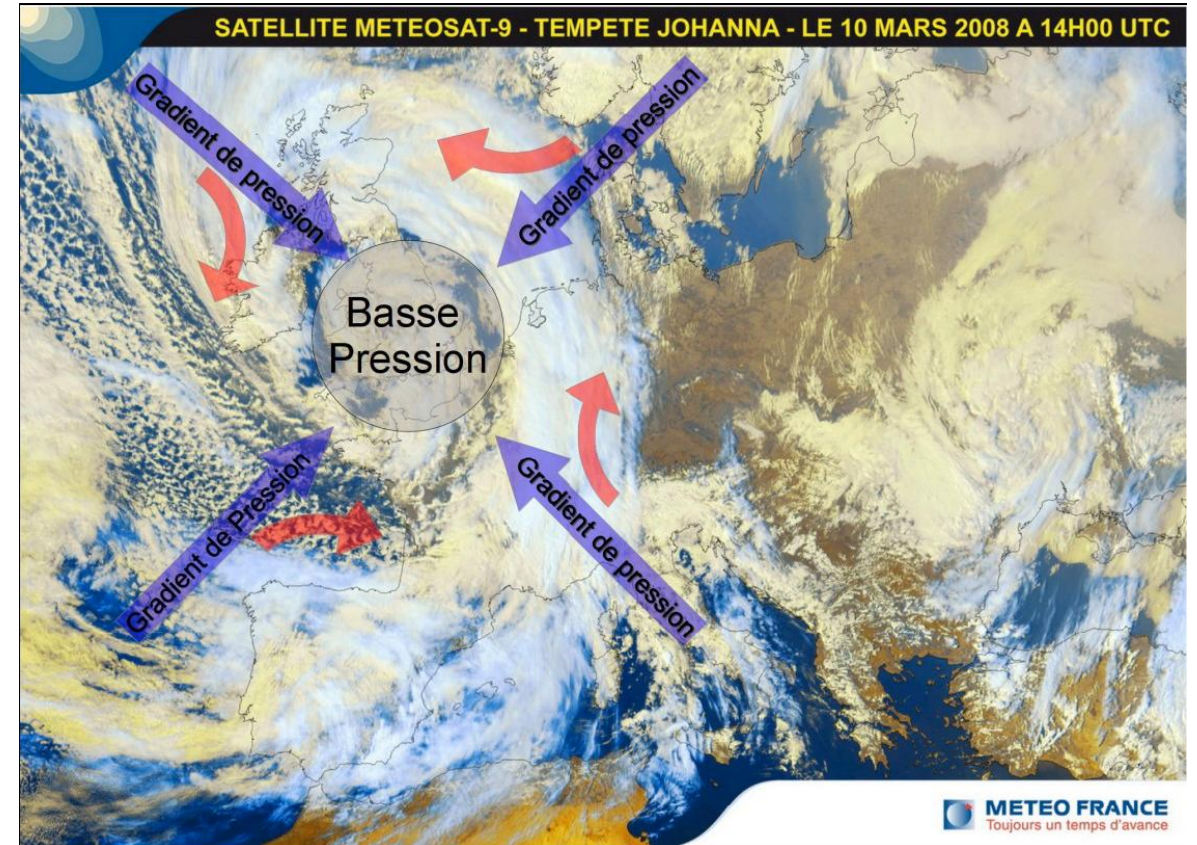 SATELLITE METEOSAT-9 - TEMPETE JOHANNA - LE 10 MARS 2008 A 14H00 UTC
Gradient de pression
Gradient de pression
Basse
Pression
Gradient de Pression
Gradient de pression
METEO FRANCE
Toujours un temps d'avance